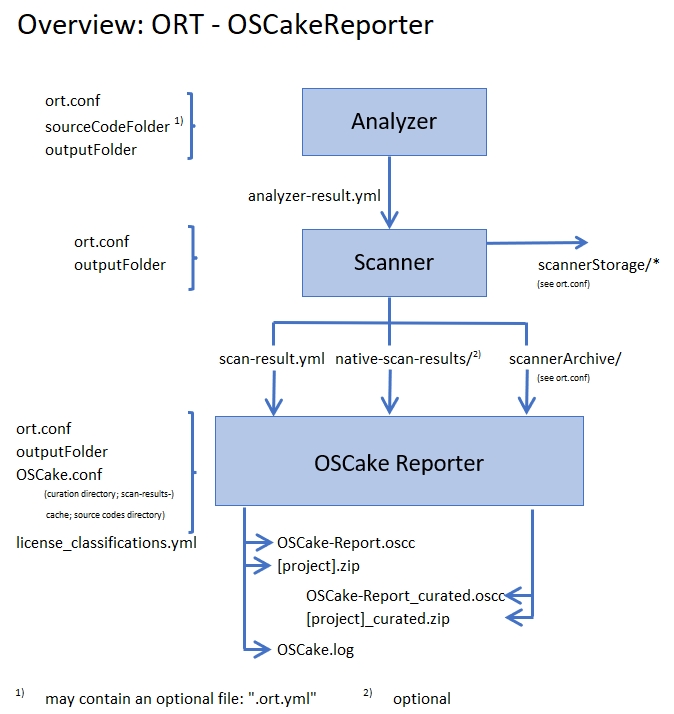 Overview: ORT - OSCakeReporter
ort.conf
sourceCodeFolder 1)
outputFolder
Analyzer
analyzer-result.yml
ort.conf
outputFolder
Scanner
scannerStorage/*
(see ort.conf)
scan-result.yml
native-scan-results/2)
scannerArchive/
(see ort.conf)
ort.conf
outputFolder
OSCake.conf
(curation directory; scan-results-)
cache; source codes directory)
license_classifications.yml
OSCake Reporter
OSCake-Report.oscc
[project].zip
OSCake-Report_curated.oscc
[project]_curated.zip
OSCake.log
1) may contain an optional file: ".ort.yml"
2) optional